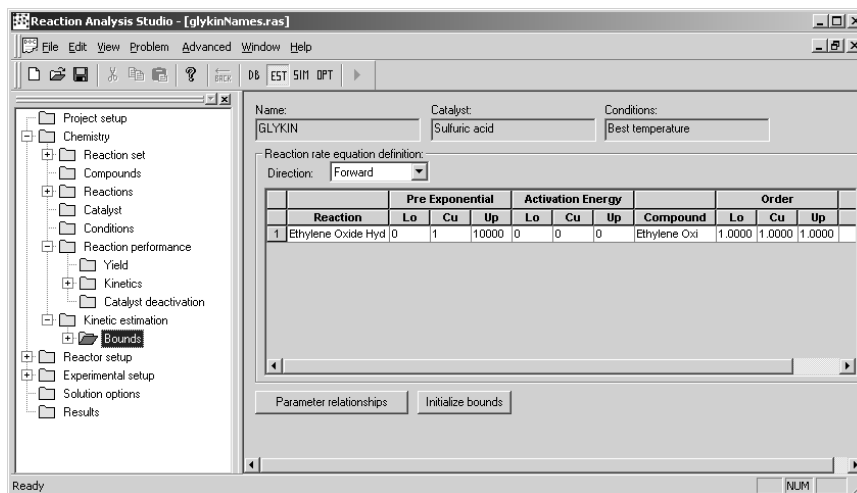 Reaction Analysis Studio - [glykinNames.ras]
File Edit View Problem Advanced Window Help
BACK DB EST SIM OPT
Project setup
Chemistry
Reaction set
Compounds
Reactions
Catalyst
Conditions
Reaction performance
Yield
Kinetics
Catalyst deactivation
Kinetic estimation
Bounds
Reactor setup
Experimental setup
Solution options
Results
Name: Catalyst: Conditions:
GLYKIN Sulfuric acid Best temperature
Reaction rate equation definition:
Direction: Forward
Pre Exponential Activation Energy Order
Reaction Lo Cu Up Lo Cu Up Compound Lo Cu Up
1 Ethylene Oxide Hyd 0 1 10000 0 0 0 Ethylene Oxi 1.0000 1.0000 1.0000
Parameter relationships Initialize bounds
Ready NUM